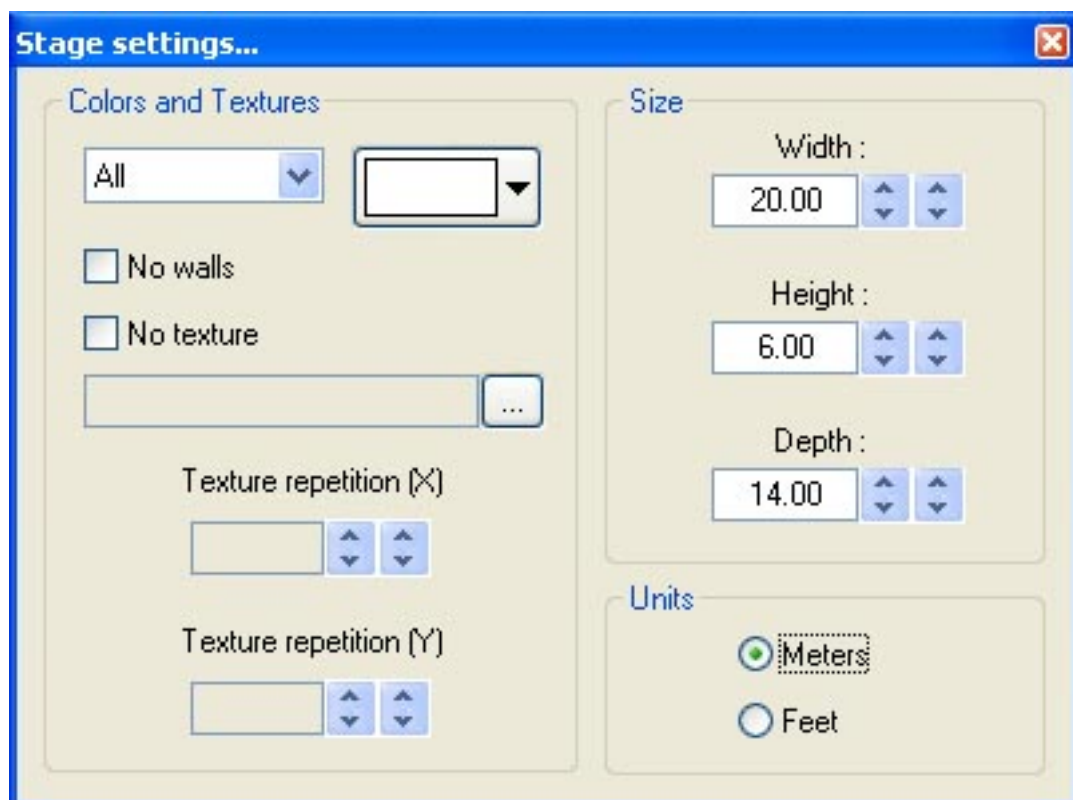 Stage settings...
Colors and Textures
All
No walls
No texture
...
Texture repetition (X)
Texture repetition (Y)
Size
Width :
20.00
Height :
6.00
Depth :
14.00
Units
Meters
Feet